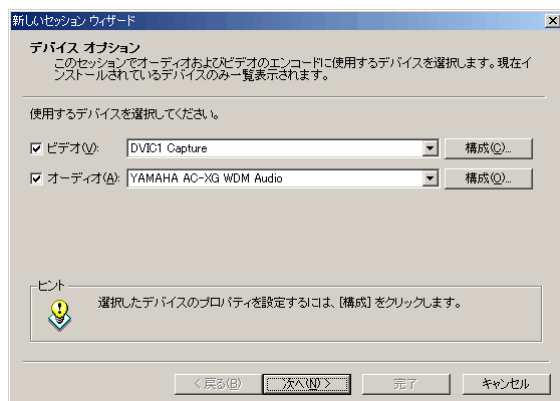 新しいセッション ウィザード
デバイス オプション
このセッションでオーディオおよびビデオのエンコードに使用するデバイスを選択します。現在イ
ンストールされているデバイスのみ一覧表示されます。
使用するデバイスを選択してください。
ビデオ(V): DVIC1 Capture 構成(C)...
オーディオ(A): YAMAHA AC-XG WDM Audio 構成(O)...
ヒント
選択したデバイスのプロパティを設定するには、[構成] をクリックします。
< 戻る(B) 次へ(N) > 完了 キャンセル